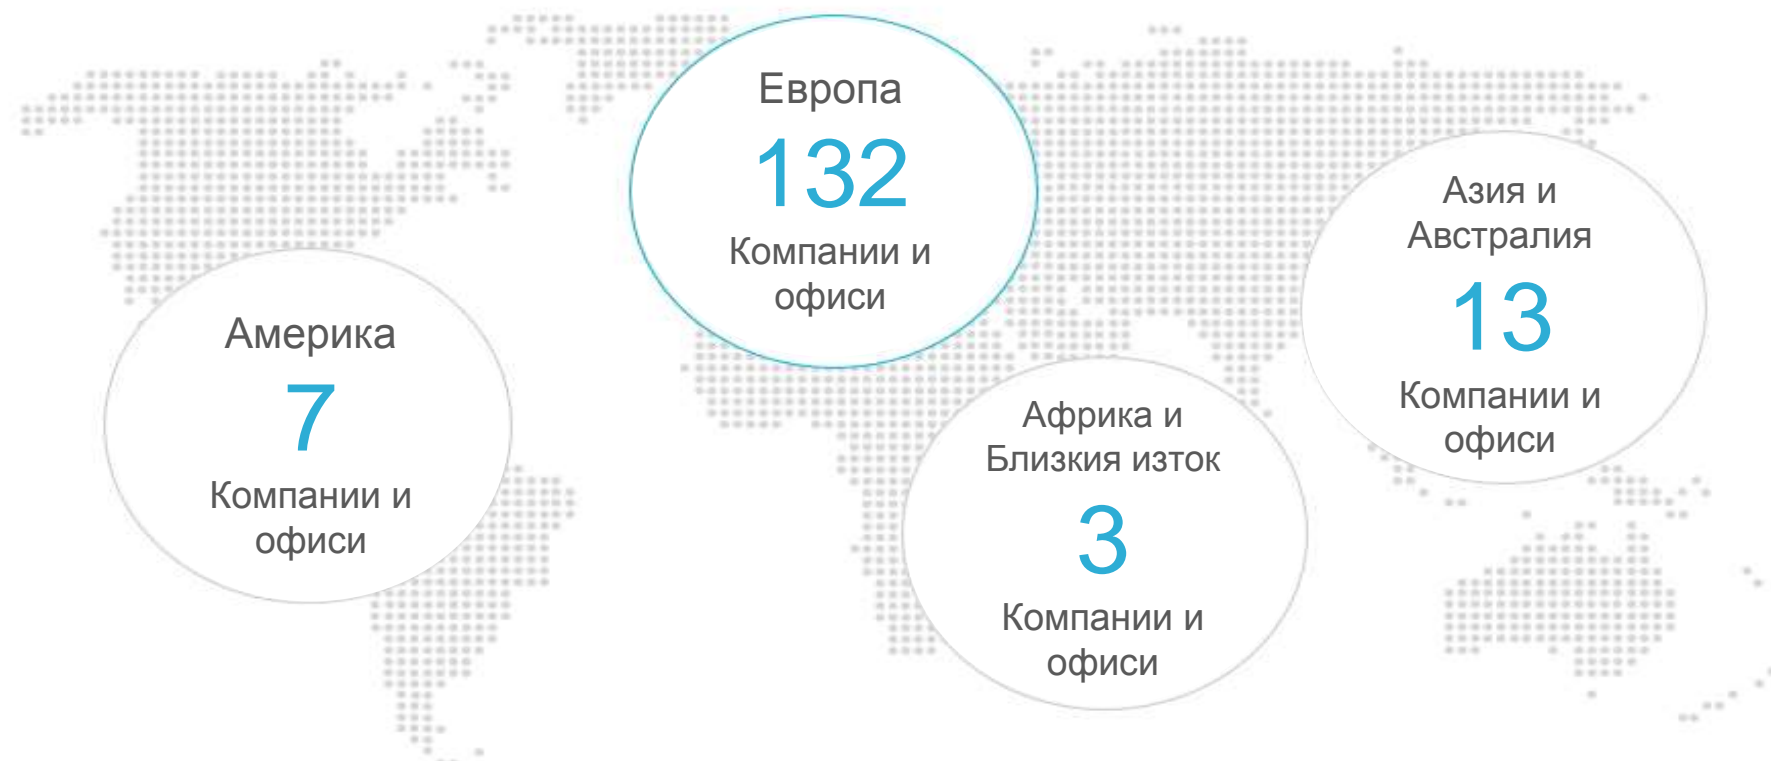 Европа
132
Компании и
офиси
Азия и
Австралия
13
Компании и
офиси
Америка
7
Компании и
офиси
Африка и
Близкия изток
3
Компании и
офиси